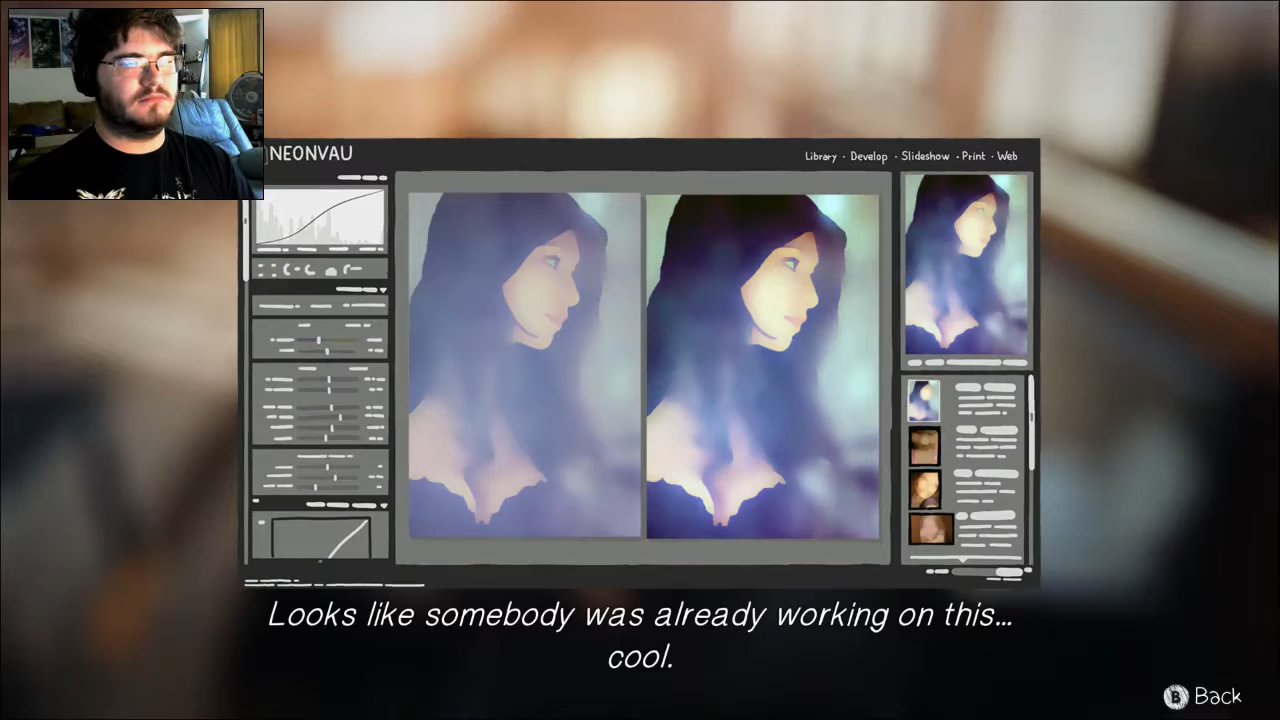 NEONVAU
Library · Develop · Slideshow · Print · Web
Looks like somebody was already working on this...
cool.
B Back